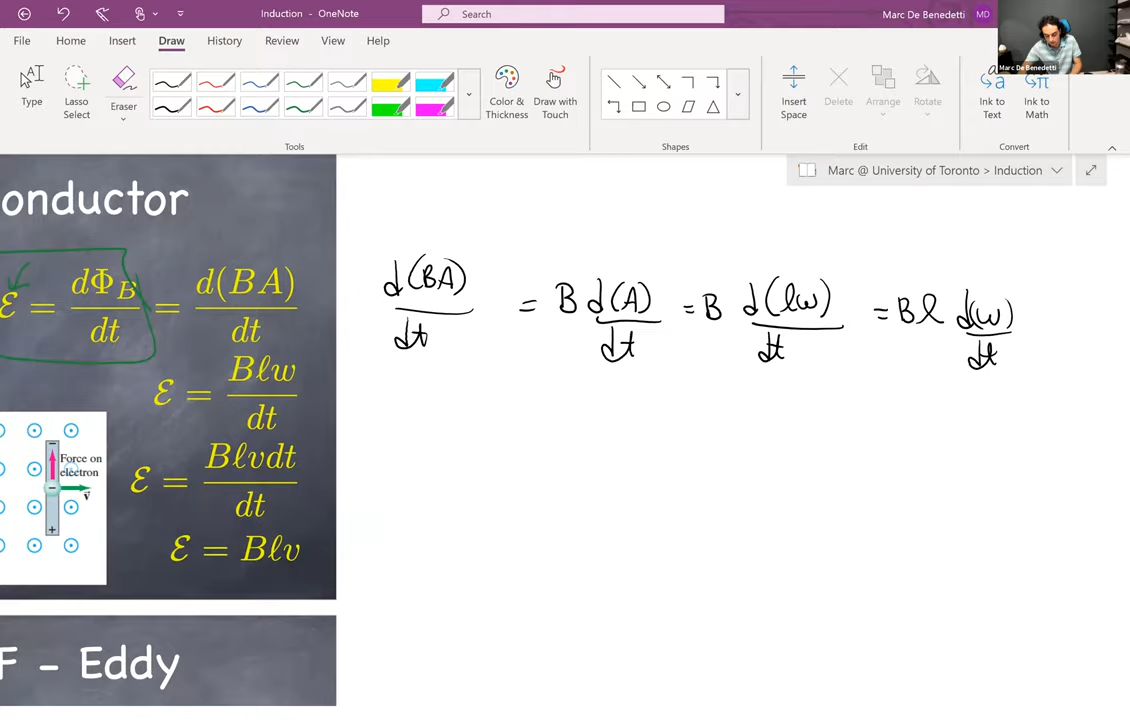 Induction - OneNote
Search
Marc De Benedetti
MD
File Home Insert Draw History Review View Help
Marc De Benedetti
Type
Lasso Select
Eraser
Color & Thickness
Draw with Touch
Insert Space
Delete
Arrange
Rotate
Ink to Text
Ink to Math
Tools
Shapes
Edit
Convert
Marc @ University of Toronto > Induction
onductor
ℰ = dΦ_B/dt = d(BA)/dt
ℰ = Bℓw/dt
ℰ = Bℓvdt/dt
ℰ = Bℓv
Force on
electron
v⃗
F - Eddy
d(BA)/dt = B d(A)/dt = B d(lw)/dt = Bl d(w)/dt